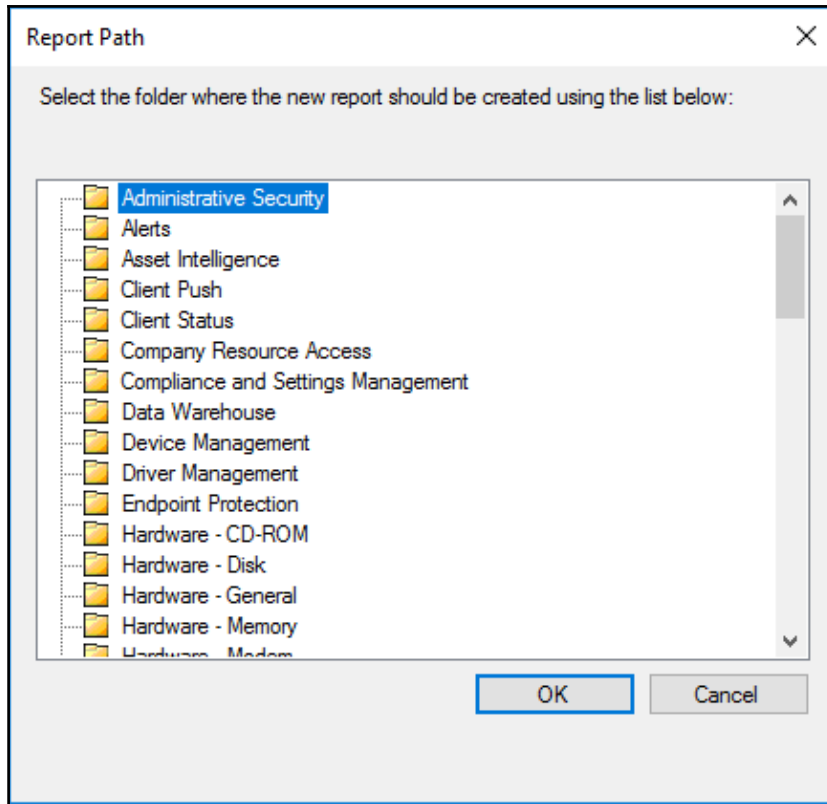 Report Path
Select the folder where the new report should be created using the list below:
Administrative Security
Alerts
Asset Intelligence
Client Push
Client Status
Company Resource Access
Compliance and Settings Management
Data Warehouse
Device Management
Driver Management
Endpoint Protection
Hardware - CD-ROM
Hardware - Disk
Hardware - General
Hardware - Memory
Hardware - Modem
OK Cancel